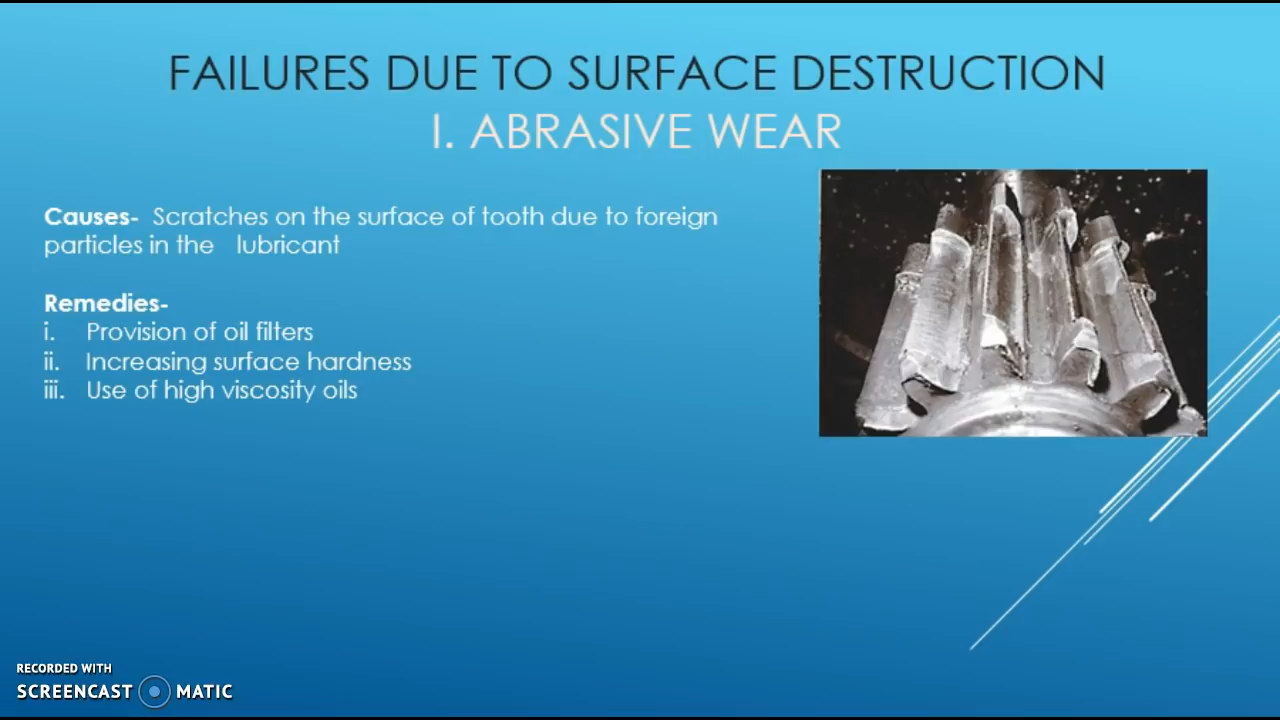 FAILURES DUE TO SURFACE DESTRUCTION
I. ABRASIVE WEAR
Causes- Scratches on the surface of tooth due to foreign
particles in the lubricant
Remedies-
i. Provision of oil filters
ii. Increasing surface hardness
iii. Use of high viscosity oils
RECORDED WITH
SCREENCAST MATIC